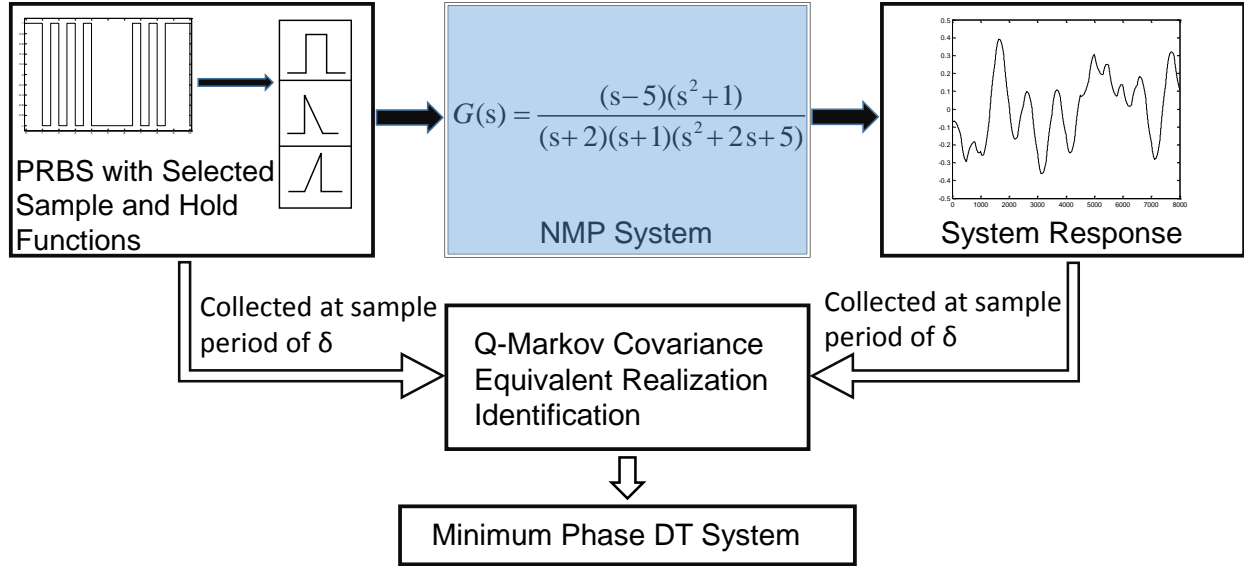 PRBS with Selected
Sample and Hold
Functions
G(s) = (s-5)(s²+1) / (s+2)(s+1)(s²+2s+5)
NMP System
0.5
0.4
0.3
0.2
0.1
0
-0.1
-0.2
-0.3
-0.4
-0.5
0 1000 2000 3000 4000 5000 6000 7000 8000
System Response
Collected at sample
period of δ
Collected at sample
period of δ
Q-Markov Covariance
Equivalent Realization
Identification
Minimum Phase DT System